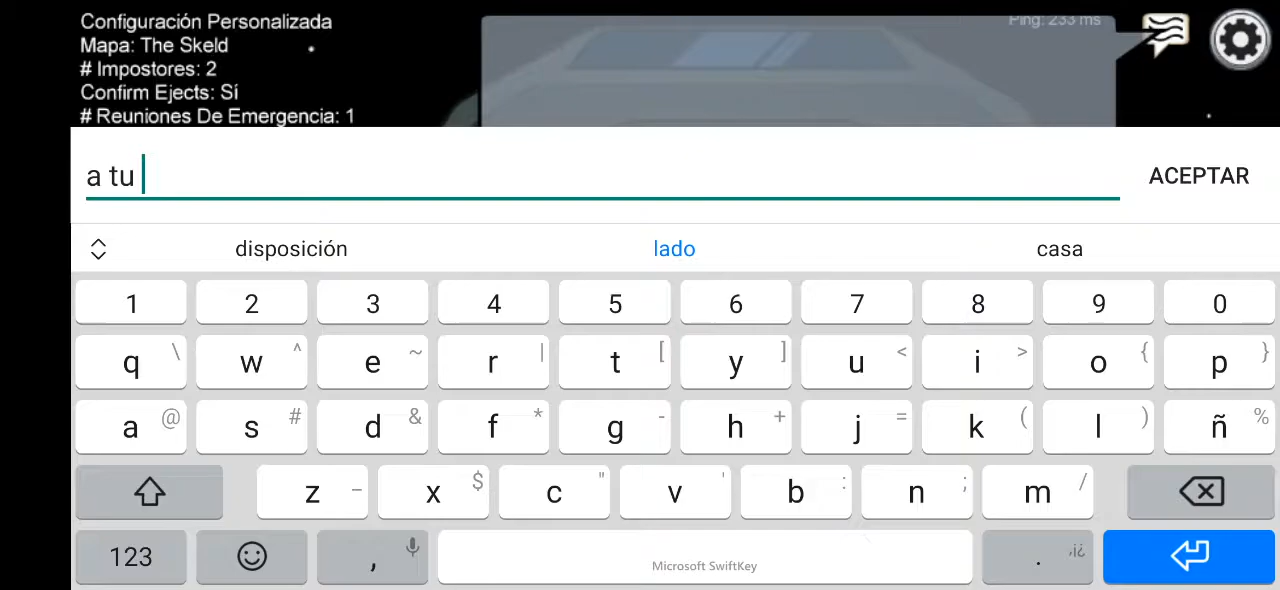 Configuración Personalizada
Mapa: The Skeld
# Impostores: 2
Confirm Ejects: Sí
# Reuniones De Emergencia: 1
Ping: 233 ms
a tu
ACEPTAR
disposición lado casa
1 2 3 4 5 6 7 8 9 0
q \ w ^ e ~ r | t [ y ] u < i > o { p }
a @ s # d & f * g - h + j = k ( l ) ñ %
z _ x $ c " v ' b : n ; m /
123 , Microsoft SwiftKey . ,¡¿